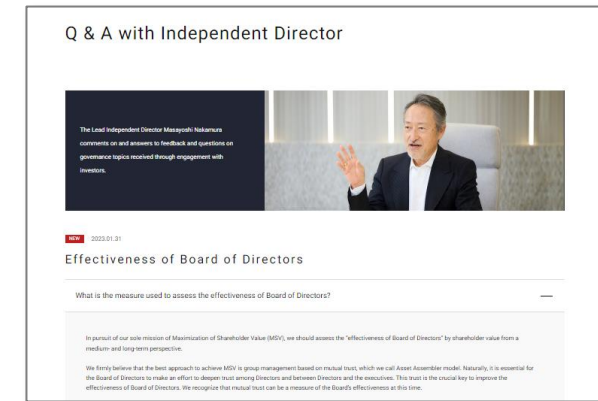 Q & A with Independent Director
The Lead Independent Director Masayoshi Nakamura
comments on and answers to feedback and questions on
governance topics received through engagement with
investors.
NEW 2023.01.31
Effectiveness of Board of Directors
What is the measure used to assess the effectiveness of Board of Directors?
In pursuit of our sole mission of Maximization of Shareholder Value (MSV), we should assess the "effectiveness of Board of Directors" by shareholder value from a
medium- and long-term perspective.
We firmly believe that the best approach to achieve MSV is group management based on mutual trust, which we call Asset Assembler model. Naturally, it is essential for
the Board of Directors to make an effort to deepen trust among Directors and between Directors and the executives. This trust is the crucial key to improve the
effectiveness of Board of Directors. We recognize that mutual trust can be a measure of the Board's effectiveness at this time.